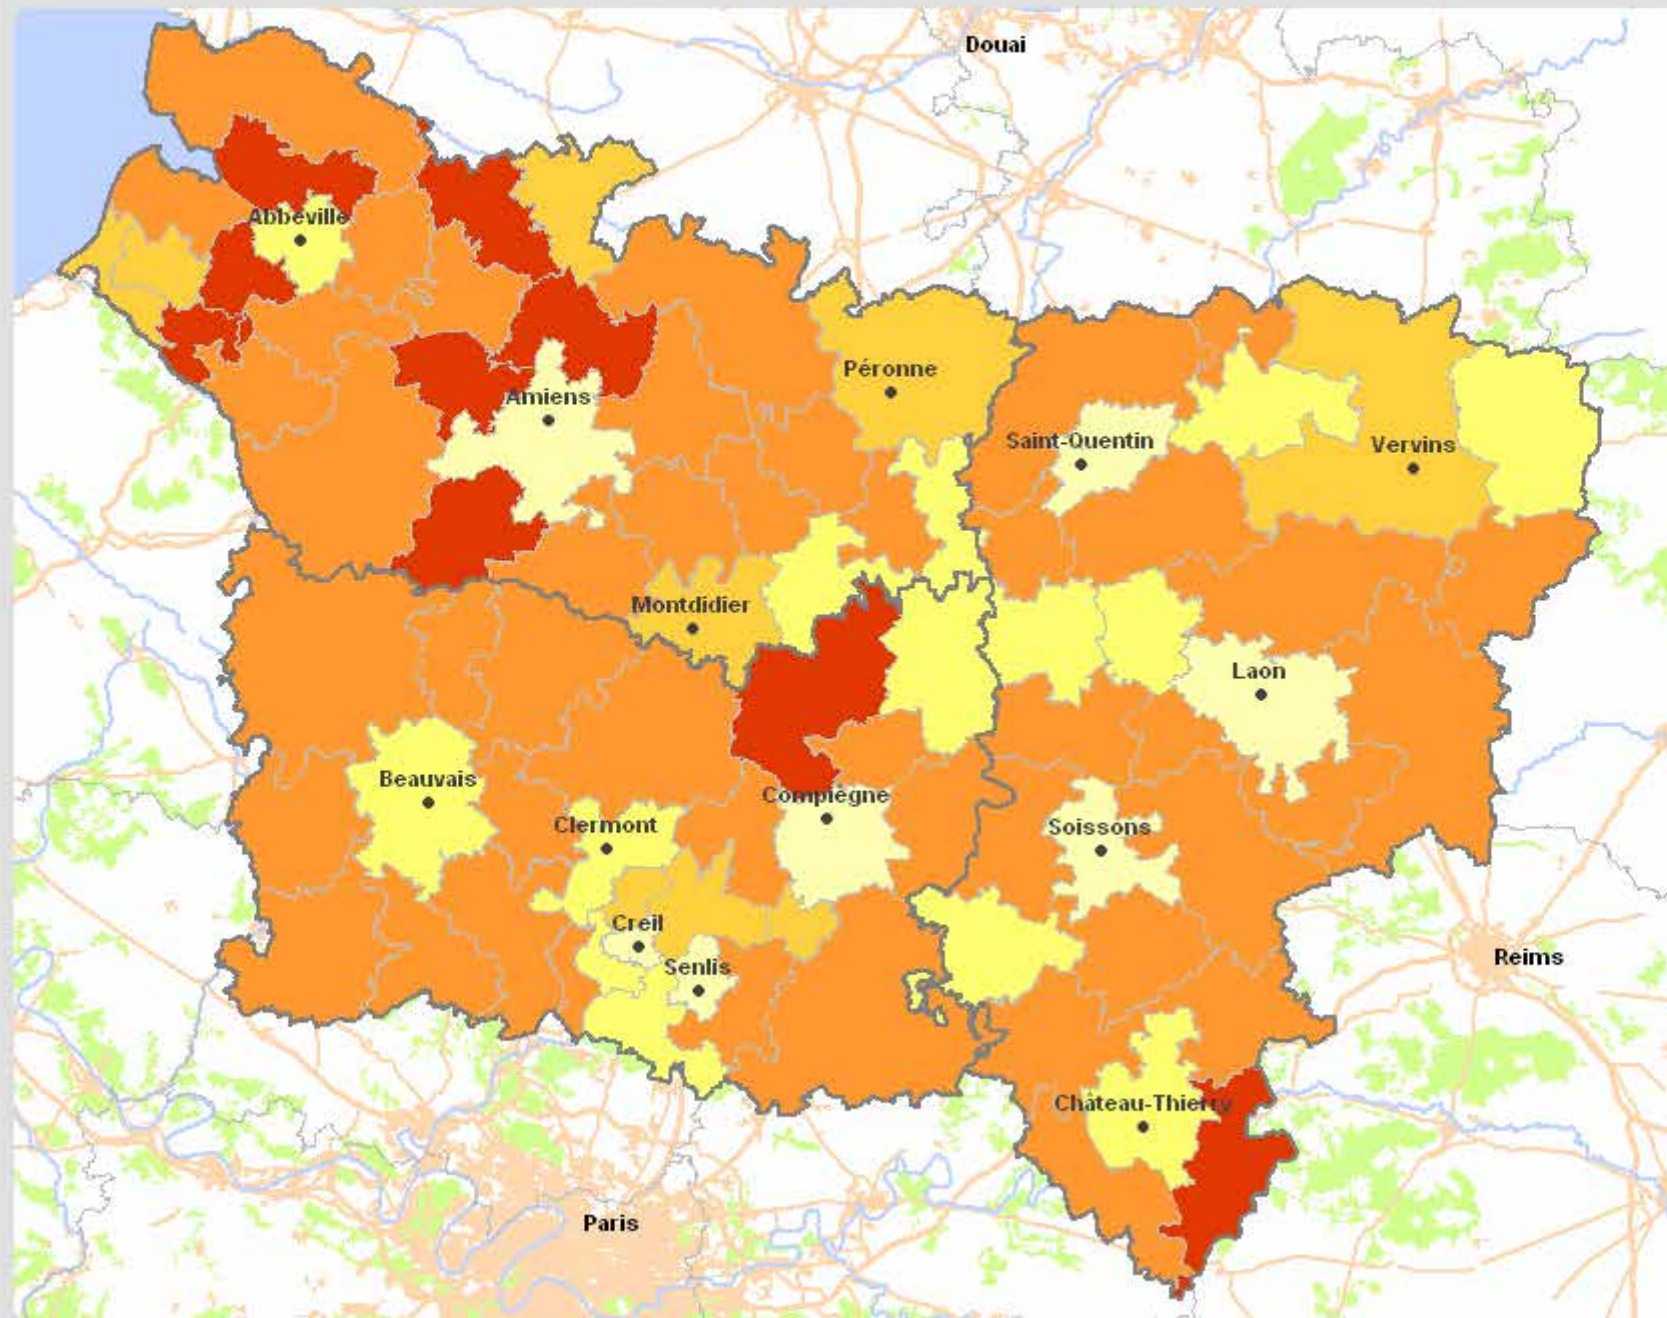 Douai
Abbeville
Péronne
Amiens
Saint-Quentin
Vervins
Montdidier
Laon
Beauvais
Compiègne
Clermont
Soissons
Creil
Senlis
Reims
Château-Thierry
Paris